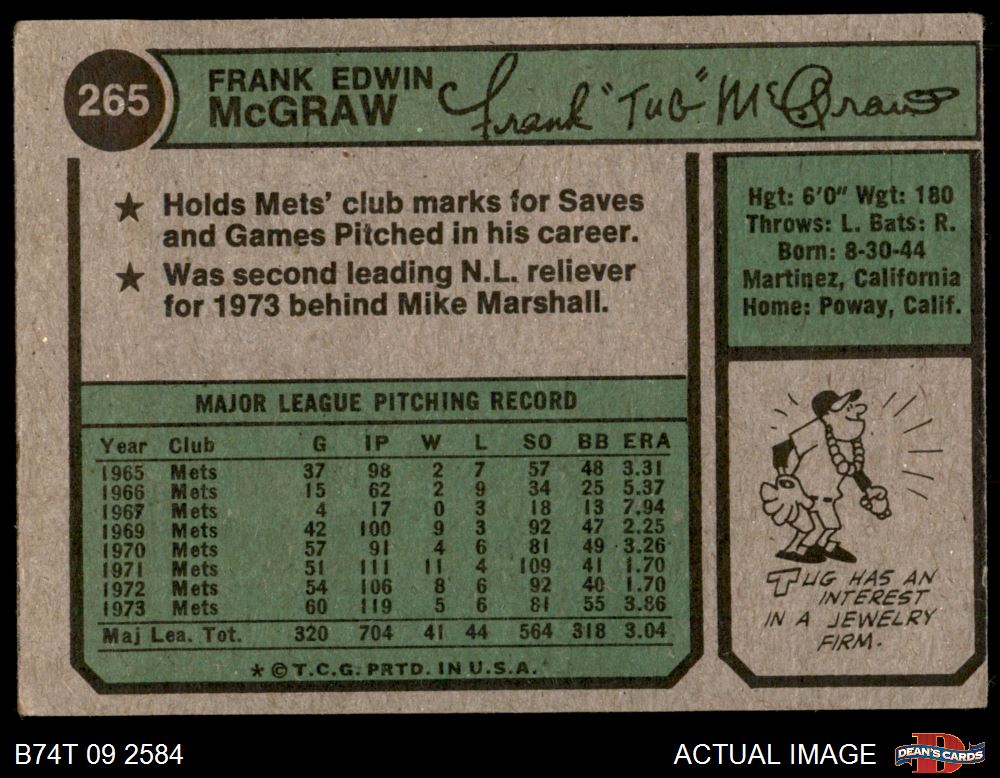 265
FRANK EDWIN
McGRAW
Frank "Tug" McGraw
★ Holds Mets' club marks for Saves
and Games Pitched in his career.
★ Was second leading N.L. reliever
for 1973 behind Mike Marshall.
Hgt: 6'0" Wgt: 180
Throws: L. Bats: R.
Born: 8-30-44
Martinez, California
Home: Poway, Calif.
MAJOR LEAGUE PITCHING RECORD
Year Club G IP W L SO BB ERA
1965 Mets 37 98 2 7 57 48 3.31
1966 Mets 15 62 2 9 34 25 5.37
1967 Mets 4 17 0 3 18 13 7.94
1969 Mets 42 100 9 3 92 47 2.25
1970 Mets 57 91 4 6 81 49 3.26
1971 Mets 51 111 11 4 109 41 1.70
1972 Mets 54 106 8 6 92 40 1.70
1973 Mets 60 119 5 6 81 55 3.86
Maj Lea. Tot. 320 704 41 44 564 318 3.04
* © T.C.G. PRTD. IN U.S.A.
TUG HAS AN
INTEREST
IN A JEWELRY
FIRM.
B74T 09 2584
ACTUAL IMAGE
DEAN'S CARDS